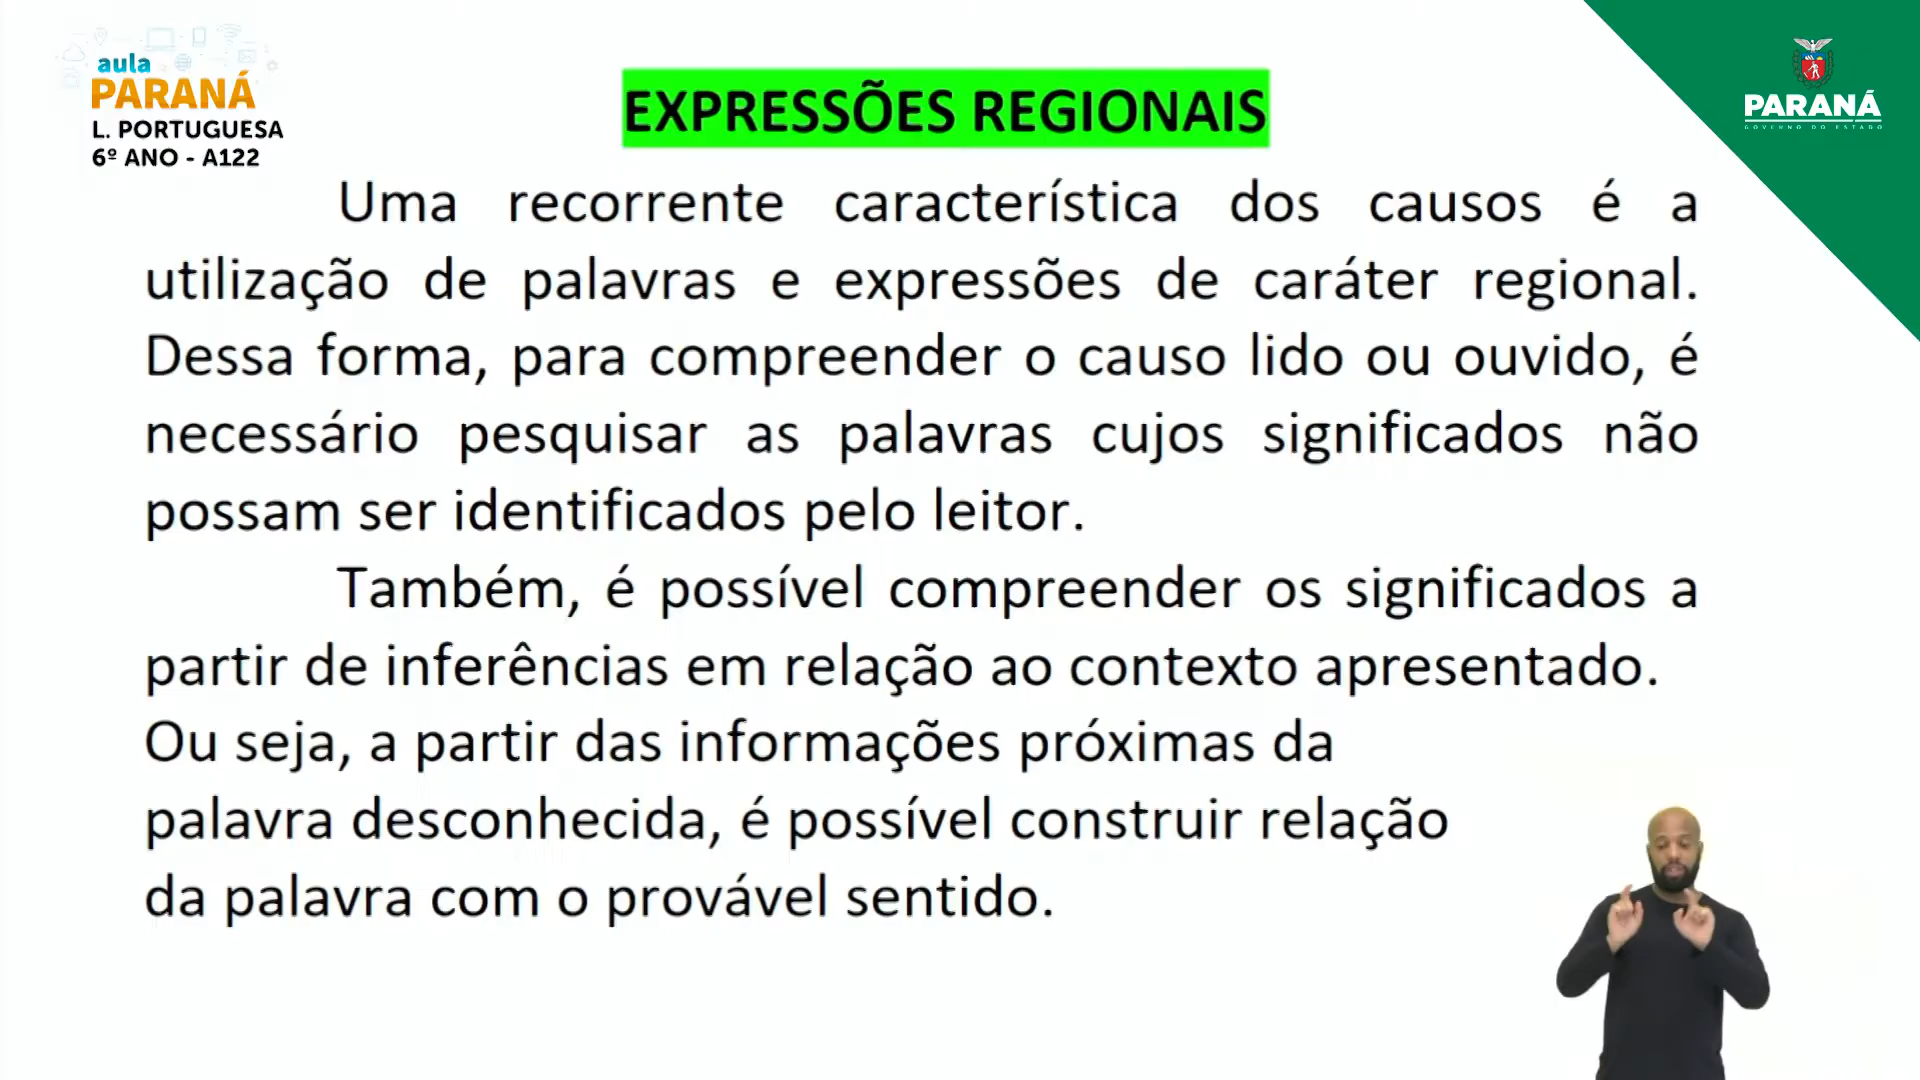 aula
PARANÁ
L. PORTUGUESA
6º ANO - A122
PARANÁ
GOVERNO DO ESTADO
EXPRESSÕES REGIONAIS
Uma recorrente característica dos causos é a
utilização de palavras e expressões de caráter regional.
Dessa forma, para compreender o causo lido ou ouvido, é
necessário pesquisar as palavras cujos significados não
possam ser identificados pelo leitor.
Também, é possível compreender os significados a
partir de inferências em relação ao contexto apresentado.
Ou seja, a partir das informações próximas da
palavra desconhecida, é possível construir relação
da palavra com o provável sentido.